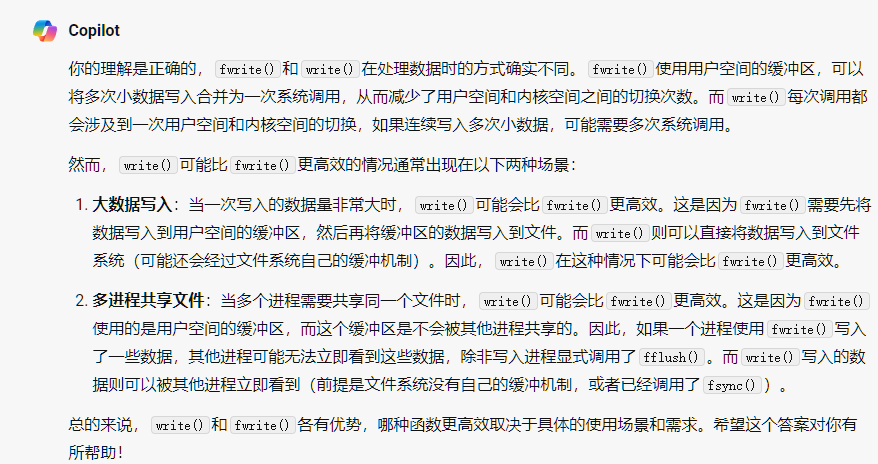 Copilot
你的理解是正确的， fwrite() 和 write() 在处理数据时的方式确实不同。 fwrite() 使用用户空间的缓冲区，可以
将多次小数据写入合并为一次系统调用，从而减少了用户空间和内核空间之间的切换次数。而 write() 每次调用都
会涉及到一次用户空间和内核空间的切换，如果连续写入多次小数据，可能需要多次系统调用。
然而， write() 可能比 fwrite() 更高效的情况通常出现在以下两种场景：
1. 大数据写入：当一次写入的数据量非常大时， write() 可能会比 fwrite() 更高效。这是因为 fwrite() 需要先将
数据写入到用户空间的缓冲区，然后再将缓冲区的数据写入到文件。而 write() 则可以直接将数据写入到文件
系统（可能还会经过文件系统自己的缓冲机制）。因此， write() 在这种情况下可能会比 fwrite() 更高效。
2. 多进程共享文件：当多个进程需要共享同一个文件时， write() 可能会比 fwrite() 更高效。这是因为 fwrite()
使用的是用户空间的缓冲区，而这个缓冲区是不会被其他进程共享的。因此，如果一个进程使用 fwrite() 写入
了一些数据，其他进程可能无法立即看到这些数据，除非写入进程显式调用了 fflush() 。而 write() 写入的数
据则可以被其他进程立即看到（前提是文件系统没有自己的缓冲机制，或者已经调用了 fsync() ）。
总的来说， write() 和 fwrite() 各有优势，哪种函数更高效取决于具体的使用场景和需求。希望这个答案对你有
所帮助！